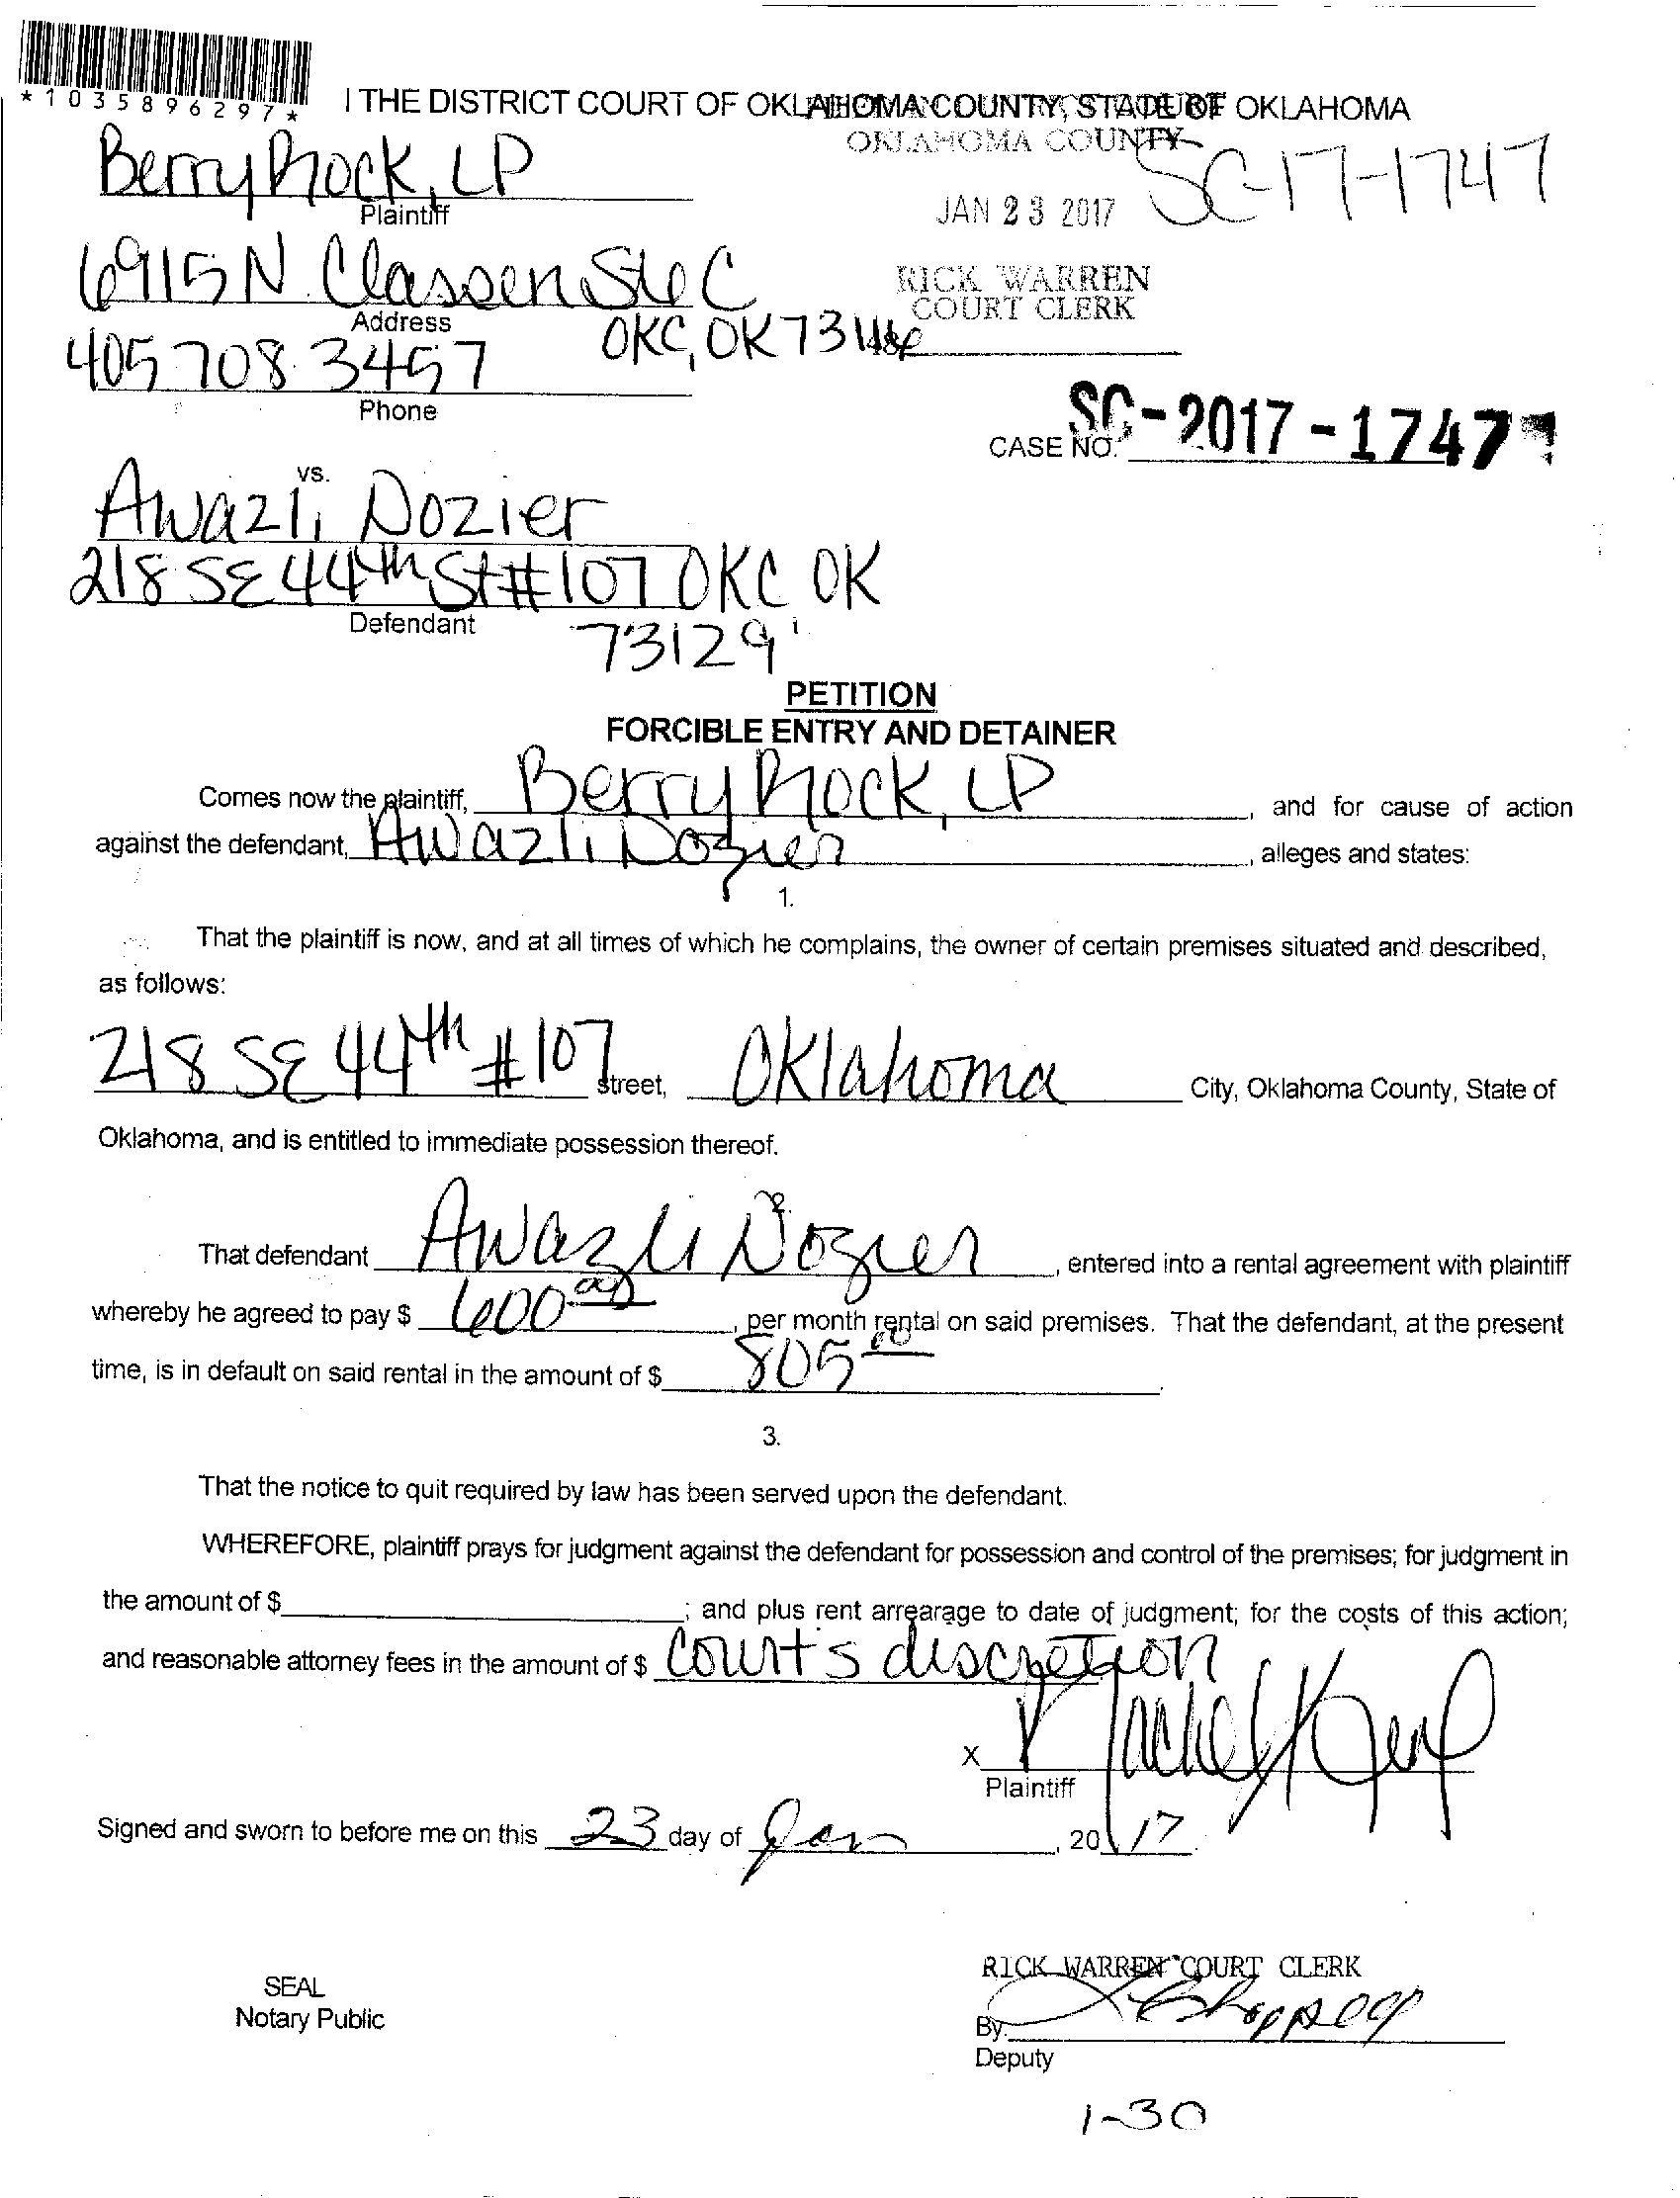 *1035896297*
THE DISTRICT COURT OF OKLAHOMA COUNTY, STATE OF OKLAHOMA
OKLAHOMA COUNTY
Berry Rock, LP
SC-17-1747
Plaintiff
JAN 23 2017
6915 N. Classen Ste C
RICK WARREN
COURT CLERK
Address
OKC, OK 73116
405 708 3457
Phone
CASE NO. SC-2017-1747
vs.
Awazli Dozier
218 SE 44th St #107 OKC OK
Defendant
73129
PETITION
FORCIBLE ENTRY AND DETAINER
Comes now the plaintiff, Berry Rock, LP, and for cause of action
against the defendant, Awazli Dozier, alleges and states:
1.
That the plaintiff is now, and at all times of which he complains, the owner of certain premises situated and described,
as follows:
218 SE 44th #107 Street, Oklahoma City, Oklahoma County, State of
Oklahoma, and is entitled to immediate possession thereof.
2.
That defendant Awazli Dozier, entered into a rental agreement with plaintiff
whereby he agreed to pay $ 600 00, per month rental on said premises. That the defendant, at the present
time, is in default on said rental in the amount of $ 805 00.
3.
That the notice to quit required by law has been served upon the defendant.
WHEREFORE, plaintiff prays for judgment against the defendant for possession and control of the premises; for judgment in
the amount of $ ; and plus rent arrearage to date of judgment; for the costs of this action;
and reasonable attorney fees in the amount of $ Court's discretion
X
Plaintiff
Signed and sworn to before me on this 23 day of Jan, 20 17.
RICK WARREN COURT CLERK
SEAL
Notary Public
By:
Deputy
1-30